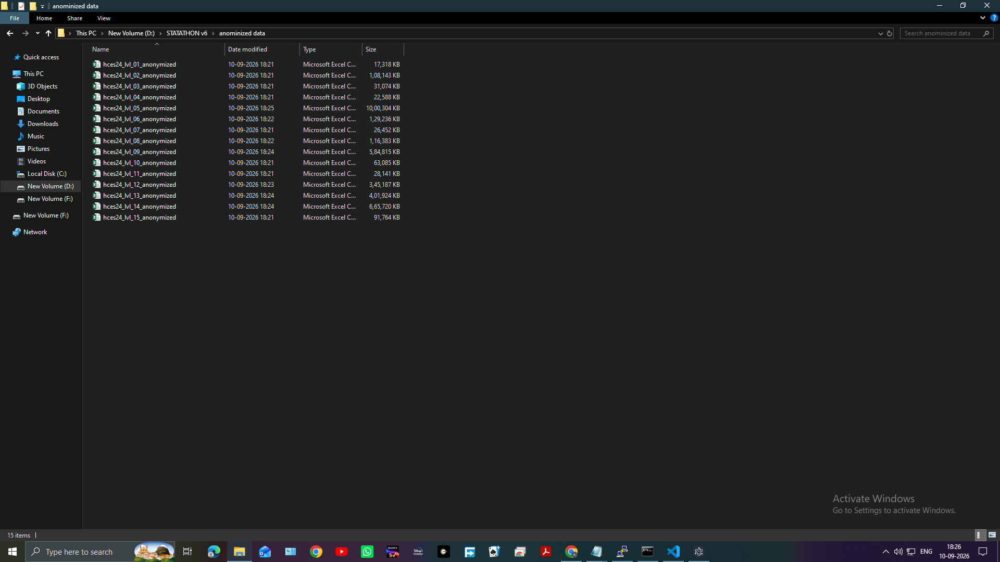 anominized data
File Home Share View
This PC New Volume (D:) STATATHON v6 anominized data
Search anominized data
Name Date modified Type Size
Quick access
This PC
3D Objects
Desktop
Documents
Downloads
Music
Pictures
Videos
Local Disk (C:)
New Volume (D:)
New Volume (F:)
New Volume (F:)
Network
hces24_lvl_01_anonymized 10-09-2026 18:21 Microsoft Excel C... 17,318 KB
hces24_lvl_02_anonymized 10-09-2026 18:21 Microsoft Excel C... 1,08,143 KB
hces24_lvl_03_anonymized 10-09-2026 18:21 Microsoft Excel C... 31,074 KB
hces24_lvl_04_anonymized 10-09-2026 18:21 Microsoft Excel C... 22,588 KB
hces24_lvl_05_anonymized 10-09-2026 18:25 Microsoft Excel C... 10,00,304 KB
hces24_lvl_06_anonymized 10-09-2026 18:22 Microsoft Excel C... 1,29,236 KB
hces24_lvl_07_anonymized 10-09-2026 18:21 Microsoft Excel C... 26,452 KB
hces24_lvl_08_anonymized 10-09-2026 18:22 Microsoft Excel C... 1,16,383 KB
hces24_lvl_09_anonymized 10-09-2026 18:24 Microsoft Excel C... 5,84,815 KB
hces24_lvl_10_anonymized 10-09-2026 18:21 Microsoft Excel C... 63,085 KB
hces24_lvl_11_anonymized 10-09-2026 18:21 Microsoft Excel C... 28,141 KB
hces24_lvl_12_anonymized 10-09-2026 18:23 Microsoft Excel C... 3,45,187 KB
hces24_lvl_13_anonymized 10-09-2026 18:24 Microsoft Excel C... 4,01,924 KB
hces24_lvl_14_anonymized 10-09-2026 18:24 Microsoft Excel C... 6,65,720 KB
hces24_lvl_15_anonymized 10-09-2026 18:21 Microsoft Excel C... 91,764 KB
Activate Windows
Go to Settings to activate Windows.
15 items
Type here to search
SONY
liv
Disney+
hotstar
ENG
18:26
10-09-2026